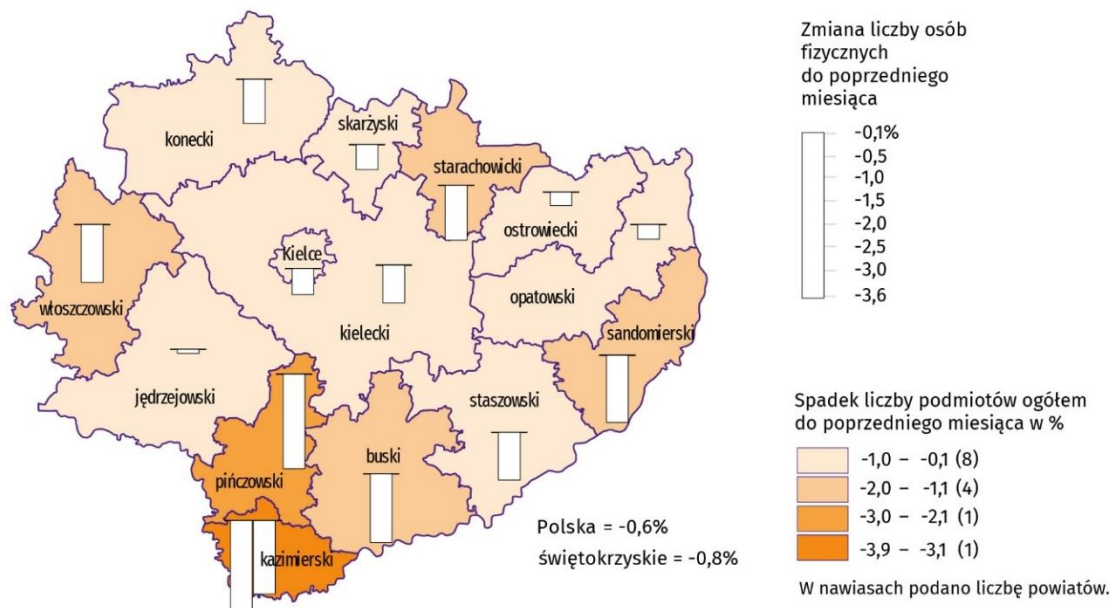 Zmiana liczby osób
fizycznych
do poprzedniego
miesiąca
-0,1%
-0,5
-1,0
-1,5
-2,0
-2,5
-3,0
-3,6
konecki
skarżyski
starachowicki
ostrowiecki
Kielce
włoszczowski
opatowski
kielecki
sandomierski
jędrzejowski
staszowski
buski
pińczowski
kazimierski
Polska = -0,6%
świętokrzyskie = -0,8%
Spadek liczby podmiotów ogółem
do poprzedniego miesiąca w %
-1,0 – -0,1 (8)
-2,0 – -1,1 (4)
-3,0 – -2,1 (1)
-3,9 – -3,1 (1)
W nawiasach podano liczbę powiatów.